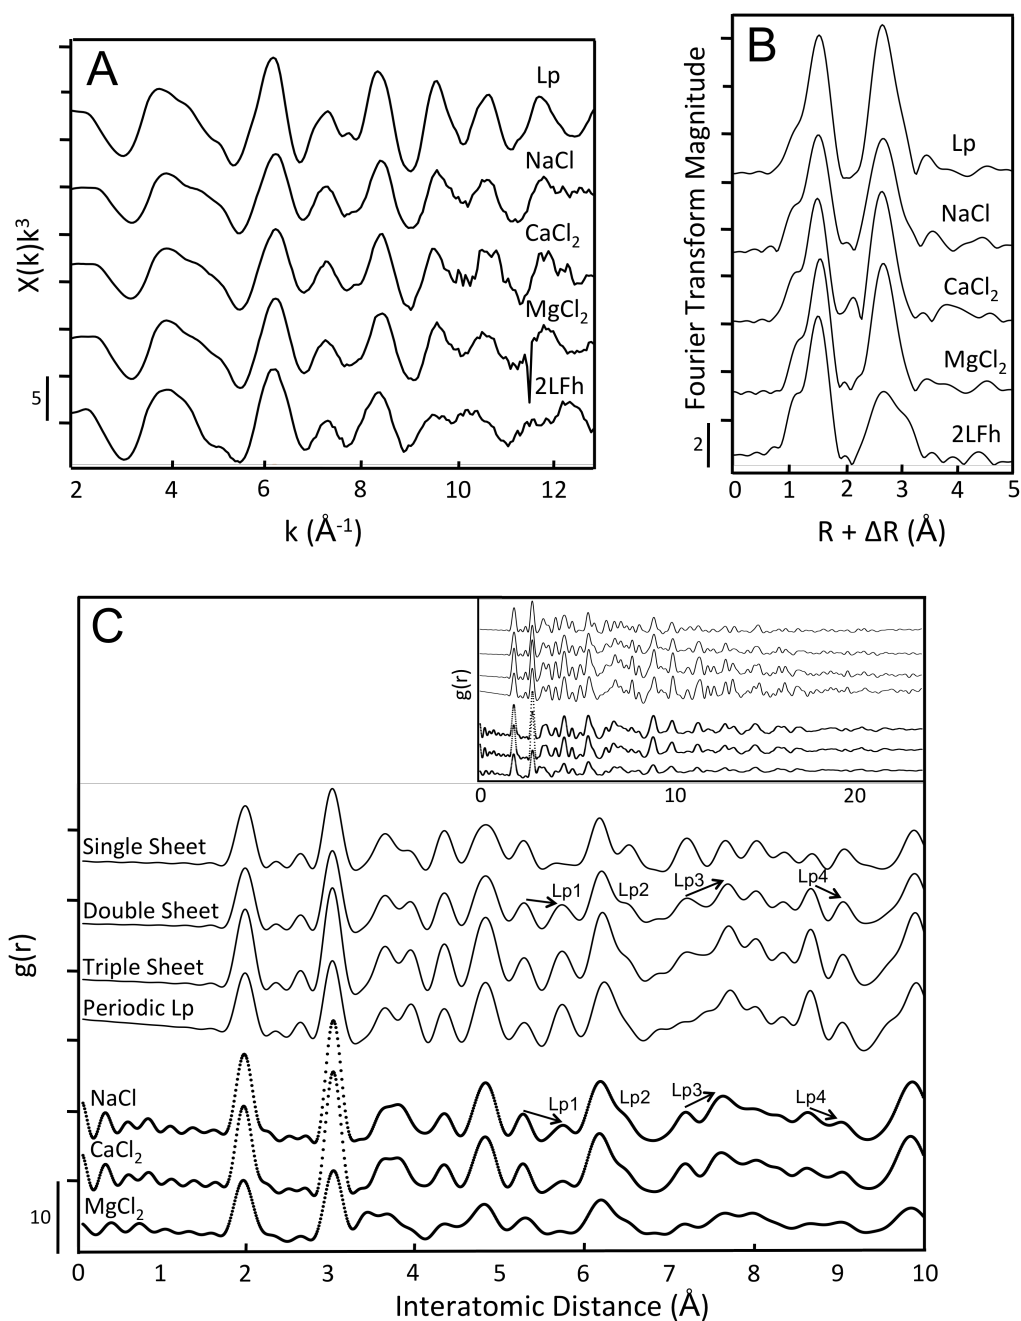 A
Lp
NaCl
CaCl2
MgCl2
2LFh
X(k)k3
5
2 4 6 8 10 12
k (Å-1)
B
Lp
NaCl
CaCl2
MgCl2
2LFh
Fourier Transform Magnitude
2
0 1 2 3 4 5
R + ΔR (Å)
C
g(r)
0 10 20
Single Sheet
Double Sheet
Lp1 Lp2 Lp3 Lp4
Triple Sheet
Periodic Lp
NaCl
Lp1 Lp2 Lp3 Lp4
CaCl2
MgCl2
g(r)
10
0 1 2 3 4 5 6 7 8 9 10
Interatomic Distance (Å)